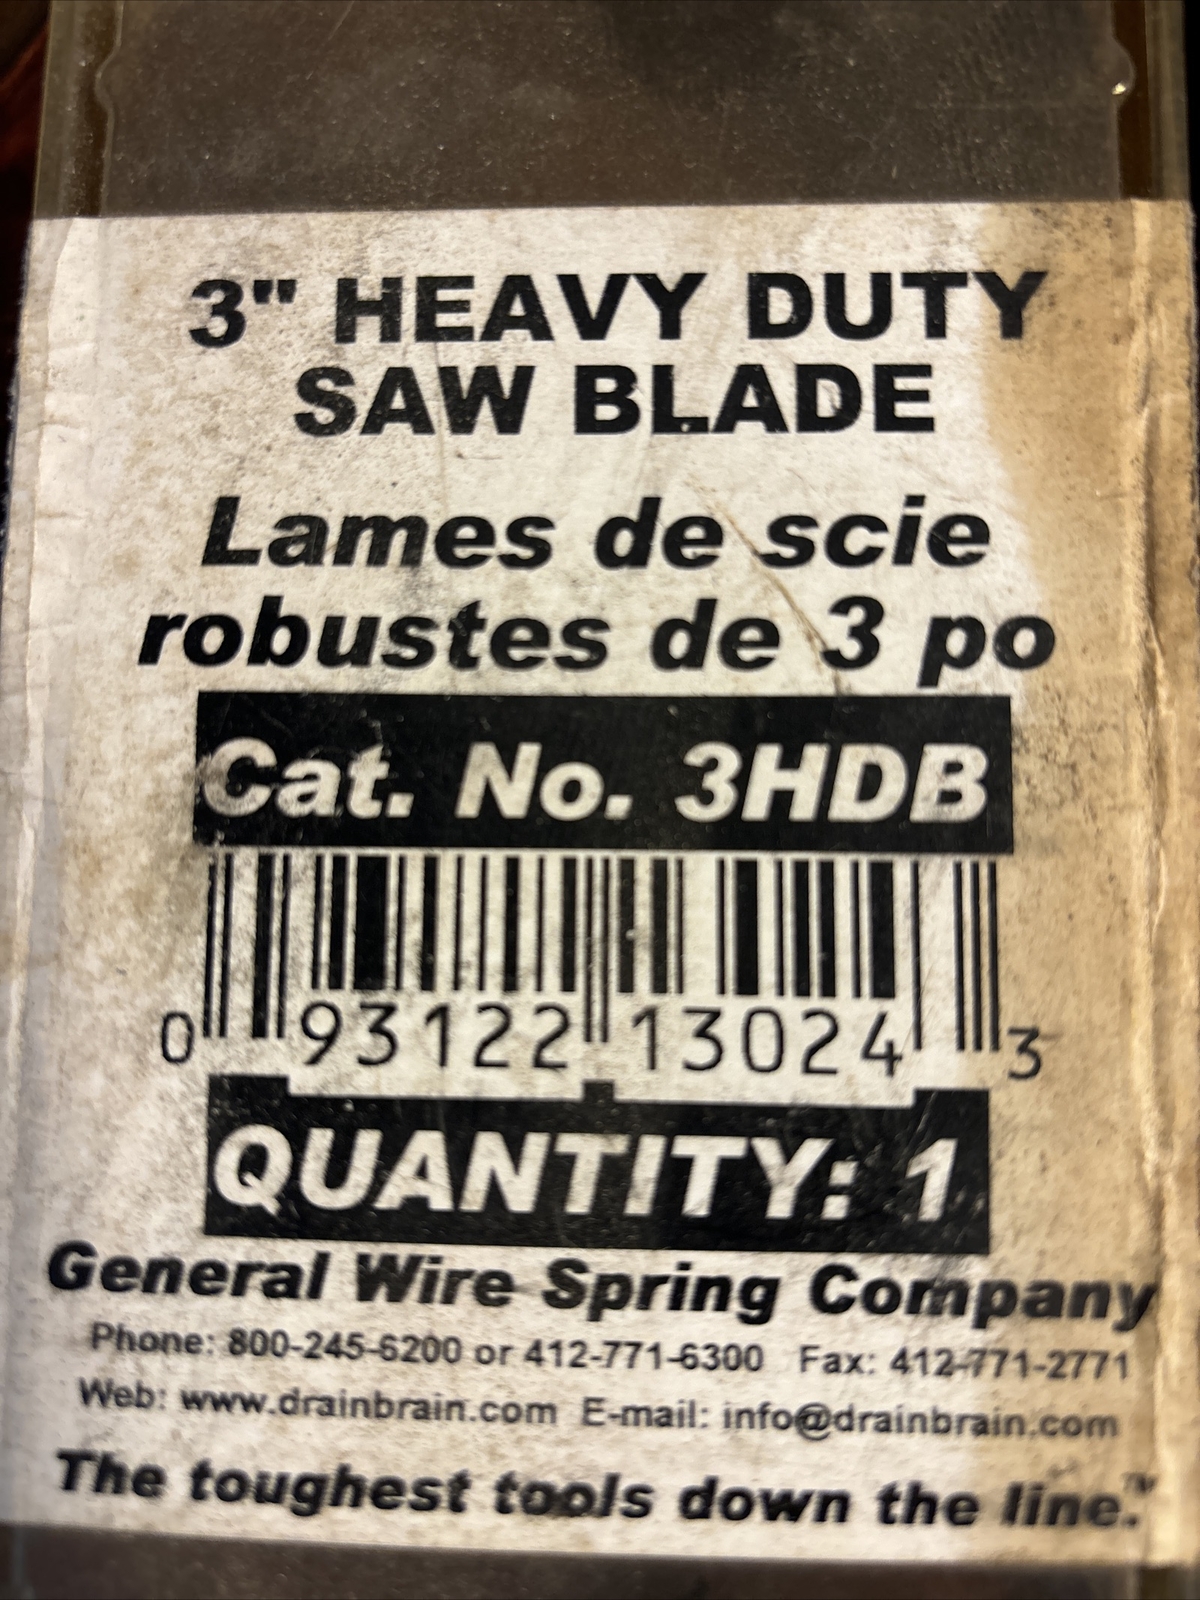 3" HEAVY DUTY
SAW BLADE
Lames de scie
robustes de 3 po
Cat. No. 3HDB
0 93122 13024 3
QUANTITY: 1
General Wire Spring Company
Phone: 800-245-6200 or 412-771-6300 Fax: 412-771-2771
Web: www.drainbrain.com E-mail: info@drainbrain.com
The toughest tools down the line.™